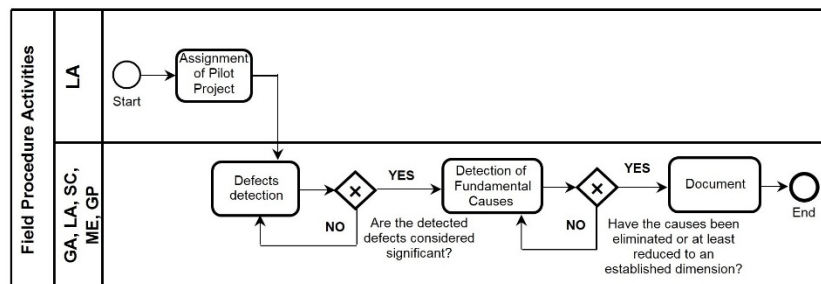 Field Procedure Activities
LA
GA, LA, SC,
ME, GP
Start
Assignment
of Pilot
Project
Defects
detection
YES
NO
Are the detected
defects considered
significant?
Detection of
Fundamental
Causes
YES
NO
Have the causes been
eliminated or at least
reduced to an
established dimension?
Document
End